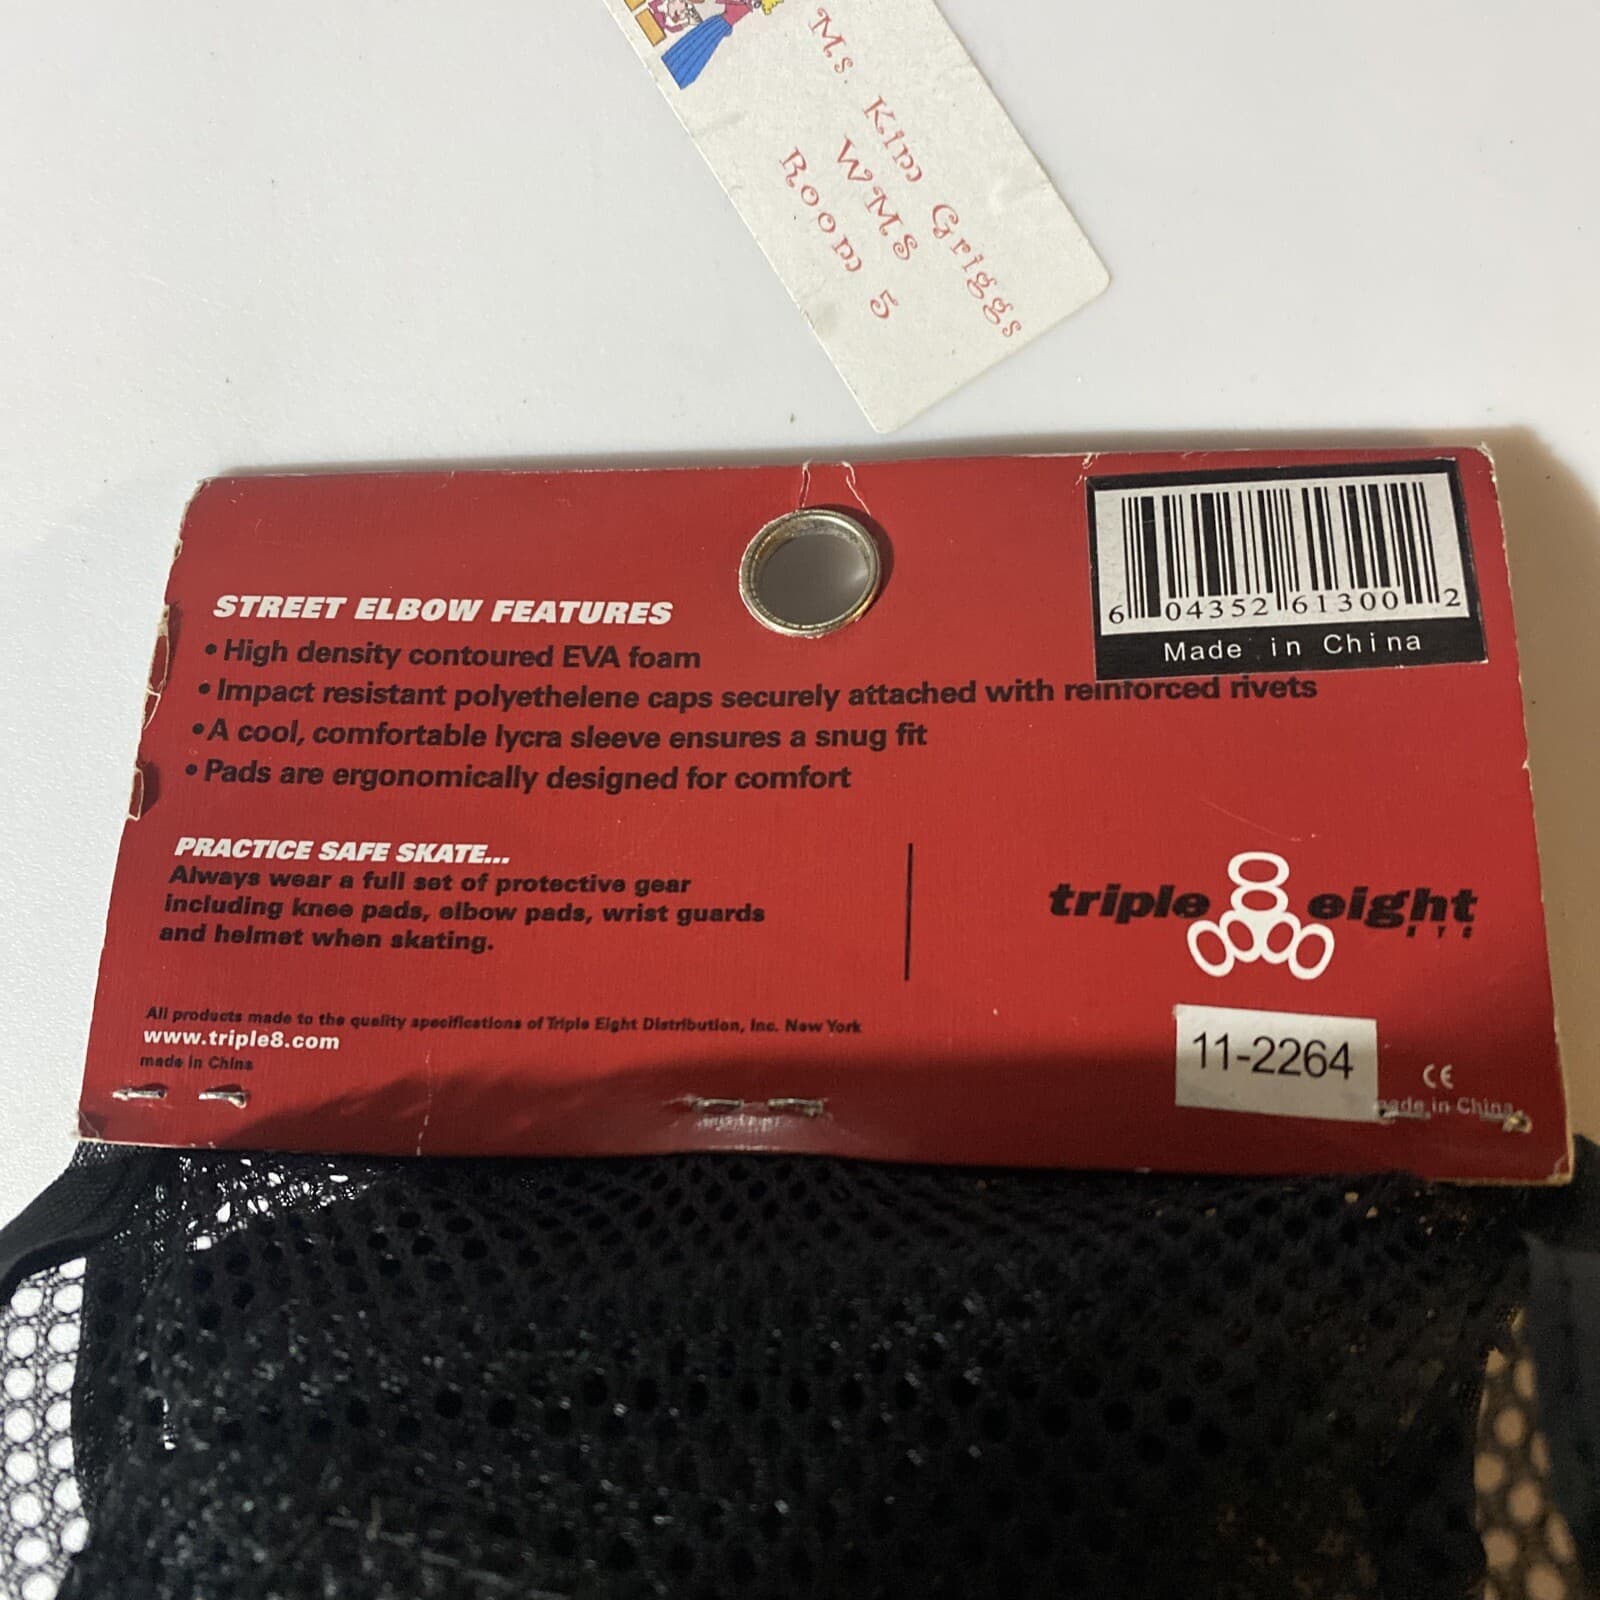 Ms. Kim Griggs
WMS
Room 5
6 04352 61300 2
Made in China
STREET ELBOW FEATURES
• High density contoured EVA foam
• Impact resistant polyethelene caps securely attached with reinforced rivets
• A cool, comfortable lycra sleeve ensures a snug fit
• Pads are ergonomically designed for comfort
PRACTICE SAFE SKATE...
Always wear a full set of protective gear
including knee pads, elbow pads, wrist guards
and helmet when skating.
triple eight
NYC
All products made to the quality specifications of Triple Eight Distribution, Inc. New York
www.triple8.com
made in China
11-2264
CE
made in China